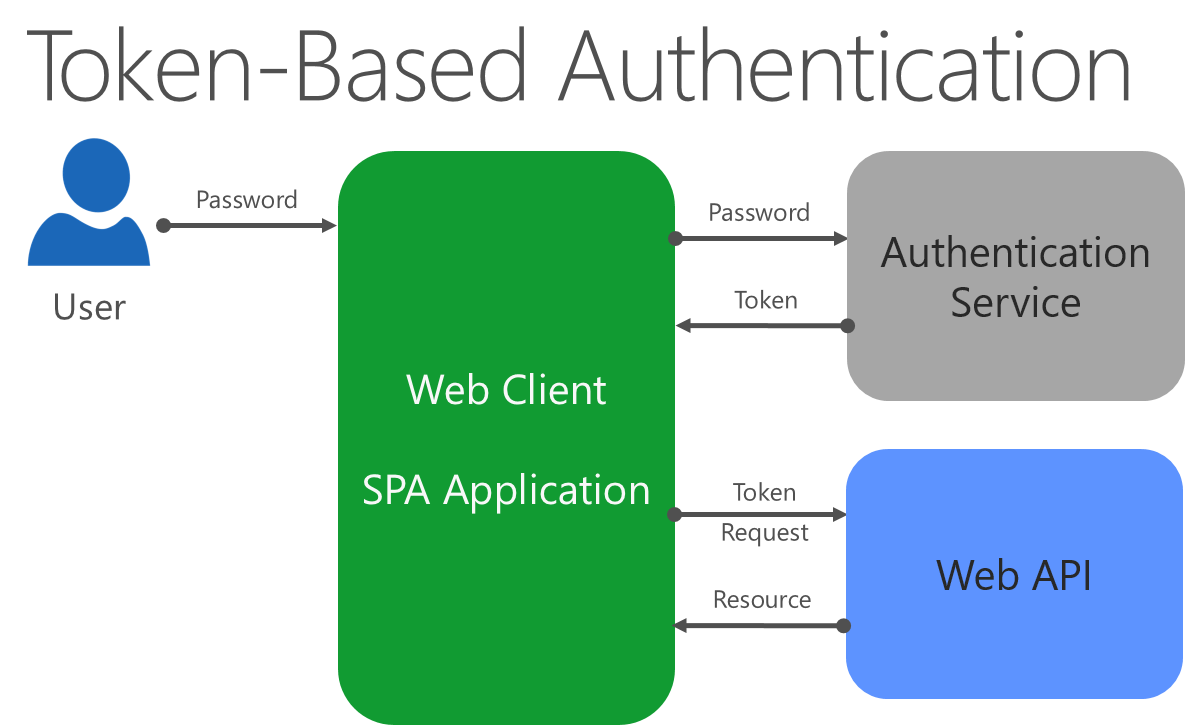 Token-Based Authentication
User
Password
Web Client
SPA Application
Password
Token
Authentication
Service
Token
Request
Resource
Web API